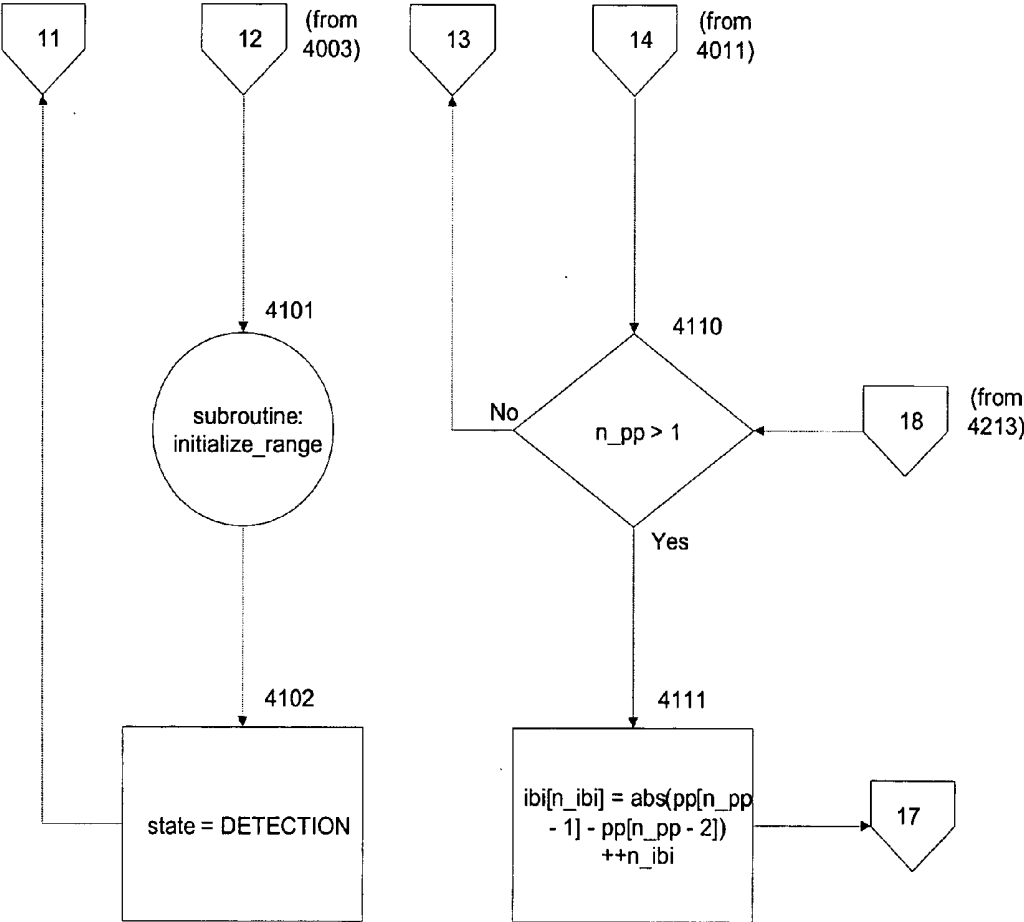 11
12
(from
4003)
13
14
(from
4011)
4101
subroutine:
initialize_range
4110
No
n_pp > 1
18
(from
4213)
Yes
4102
state = DETECTION
4111
ibi[n_ibi] = abs(pp[n_pp
- 1] - pp[n_pp - 2])
++n_ibi
17